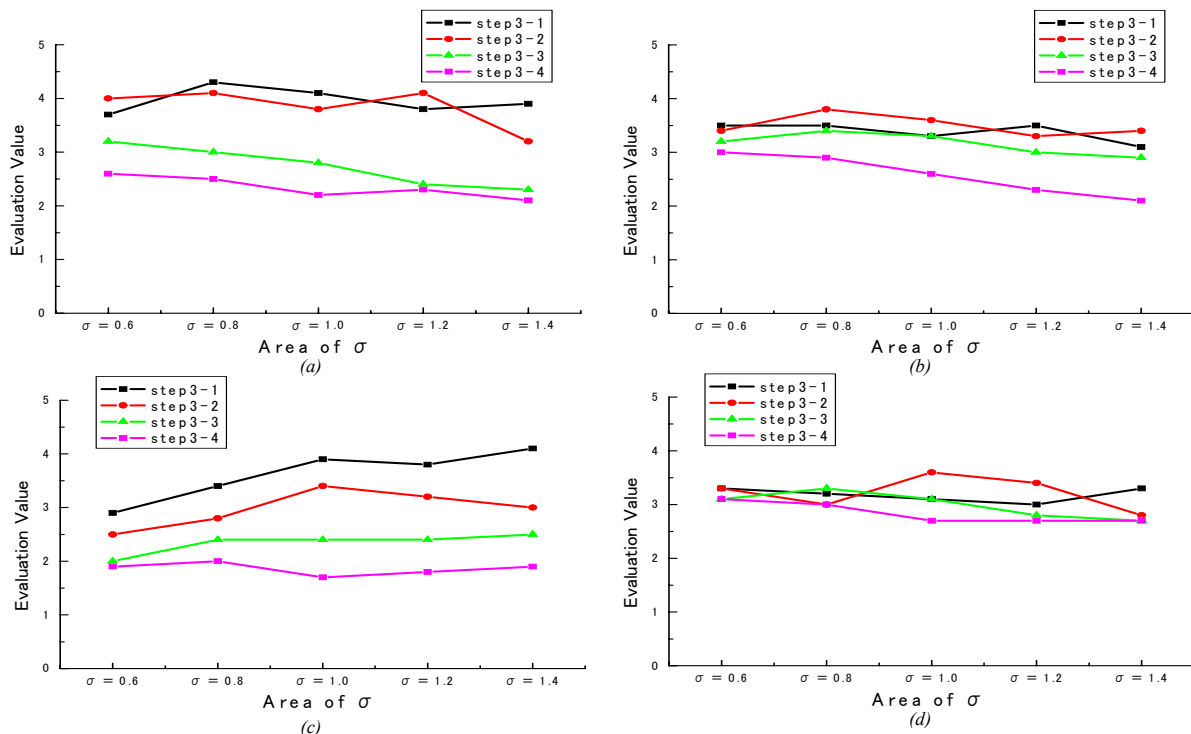 step3-1
step3-2
step3-3
step3-4
5
4
3
2
1
0
Evaluation Value
σ = 0.6
σ = 0.8
σ = 1.0
σ = 1.2
σ = 1.4
Area of σ
(a)
step3-1
step3-2
step3-3
step3-4
5
4
3
2
1
0
Evaluation Value
σ = 0.6
σ = 0.8
σ = 1.0
σ = 1.2
σ = 1.4
Area of σ
(b)
step3-1
step3-2
step3-3
step3-4
5
4
3
2
1
0
Evaluation Value
σ = 0.6
σ = 0.8
σ = 1.0
σ = 1.2
σ = 1.4
Area of σ
(c)
step3-1
step3-2
step3-3
step3-4
5
4
3
2
1
0
Evaluation Value
σ = 0.6
σ = 0.8
σ = 1.0
σ = 1.2
σ = 1.4
Area of σ
(d)